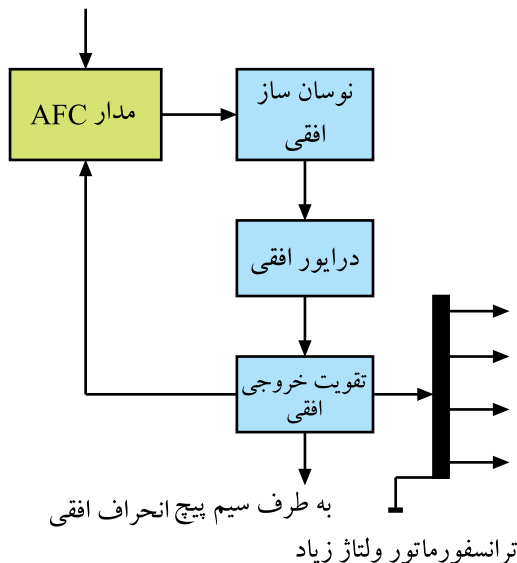 مدار AFC
نوسان ساز
افقی
درایور افقی
تقویت خروجی
افقی
به طرف سیم پیچ انحراف افقی
ترانسفورماتور ولتاژ زیاد